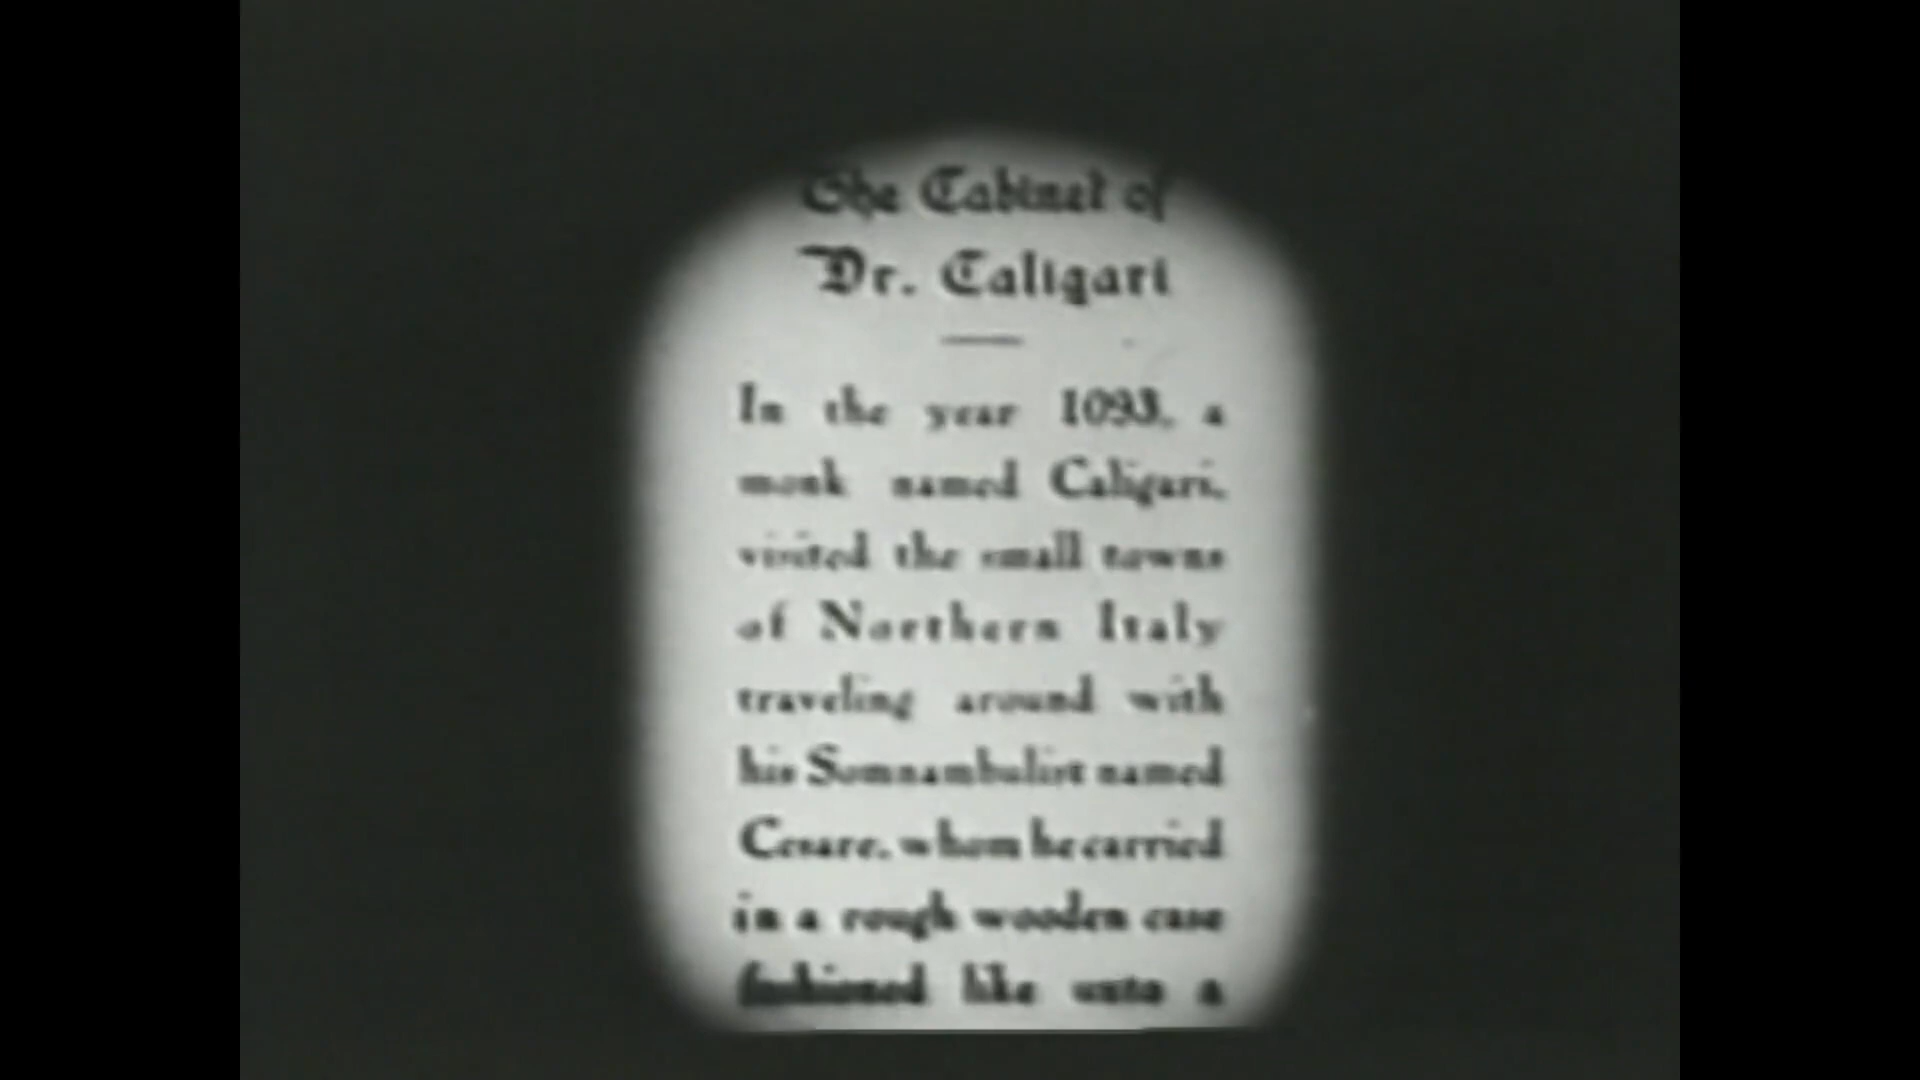 The Cabinet of
Dr. Caligari
In the year 1093, a
monk named Caligari,
visited the small towns
of Northern Italy
traveling around with
his Somnambulist named
Cesare, whom he carried
in a rough wooden case
fashioned like unto a